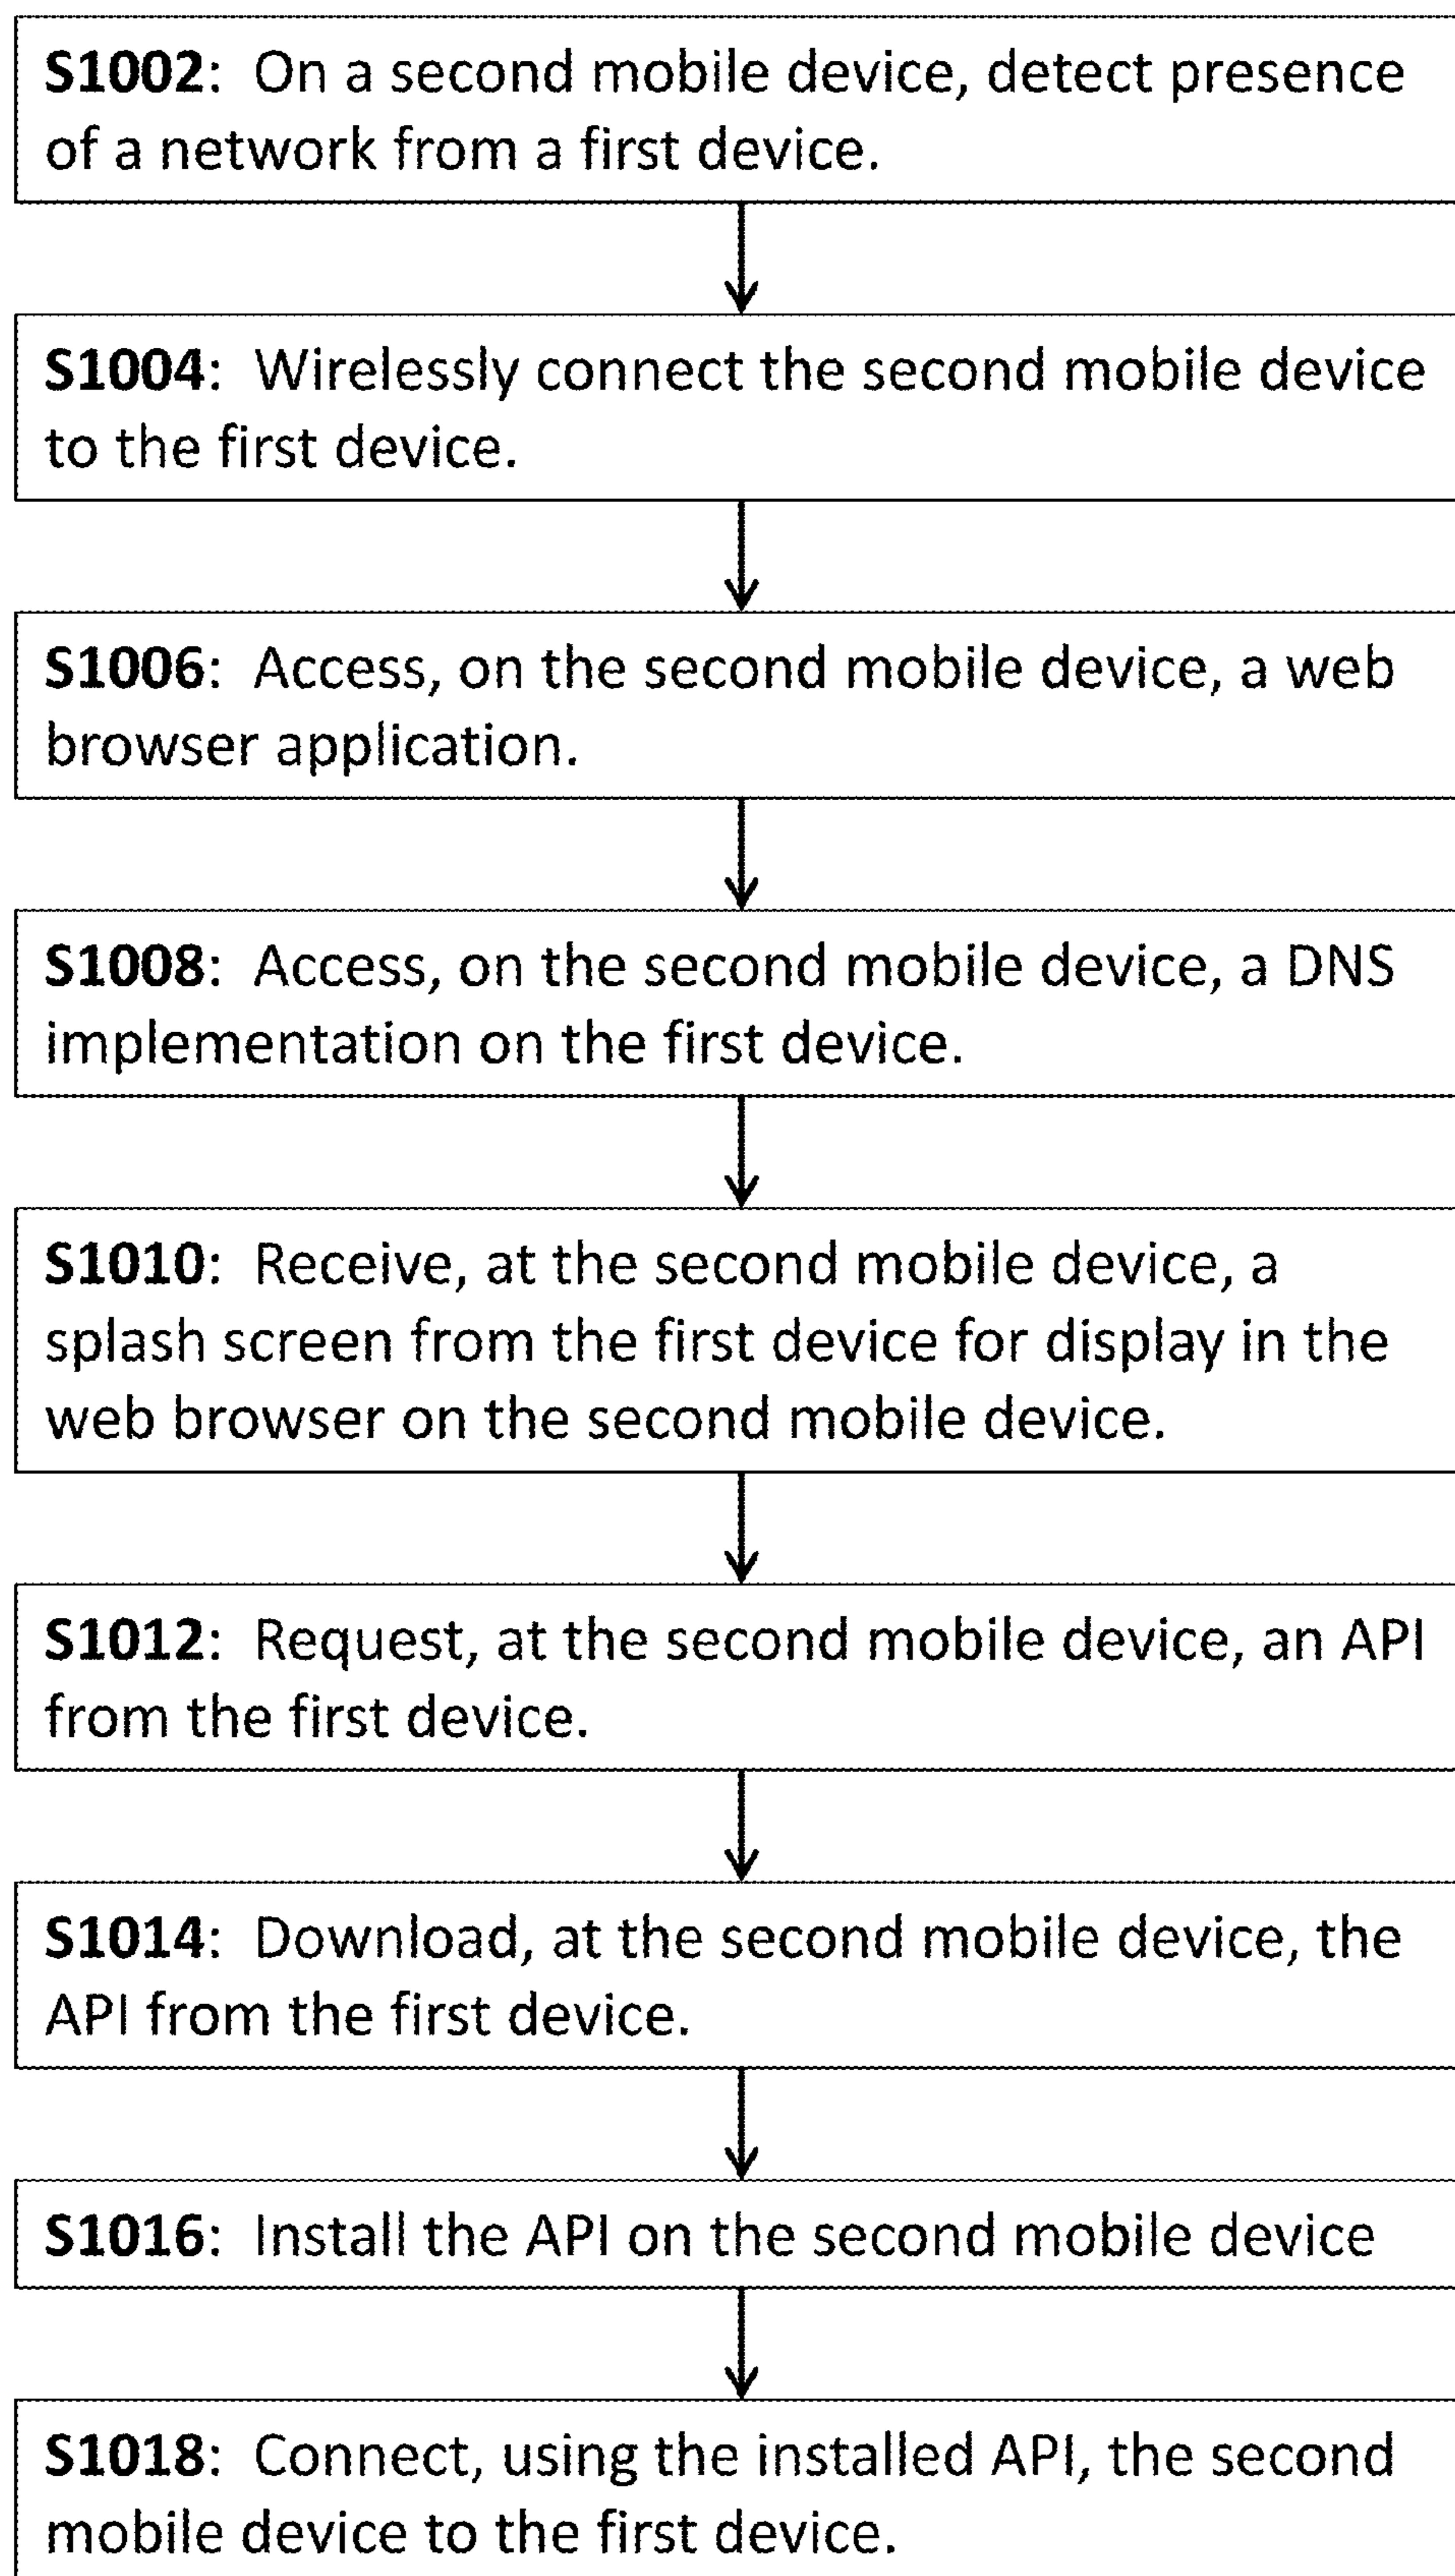 S1002: On a second mobile device, detect presence
of a network from a first device.
S1004: Wirelessly connect the second mobile device
to the first device.
S1006: Access, on the second mobile device, a web
browser application.
S1008: Access, on the second mobile device, a DNS
implementation on the first device.
S1010: Receive, at the second mobile device, a
splash screen from the first device for display in the
web browser on the second mobile device.
S1012: Request, at the second mobile device, an API
from the first device.
S1014: Download, at the second mobile device, the
API from the first device.
S1016: Install the API on the second mobile device
S1018: Connect, using the installed API, the second
mobile device to the first device.